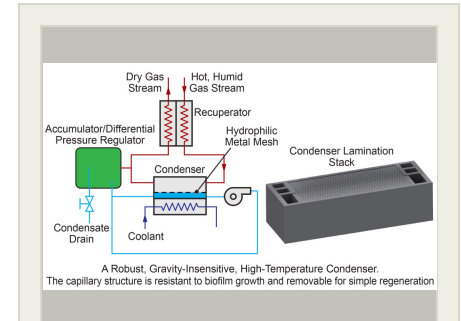 Dry Gas
Stream
Hot, Humid
Gas Stream
Recuperator
Accumulator/Differential
Pressure Regulator
Hydrophilic
Metal Mesh
Condenser
Condenser Lamination
Stack
Condensate
Drain
Coolant
A Robust, Gravity-Insensitive, High-Temperature Condenser.
The capillary structure is resistant to biofilm growth and removable for simple regeneration